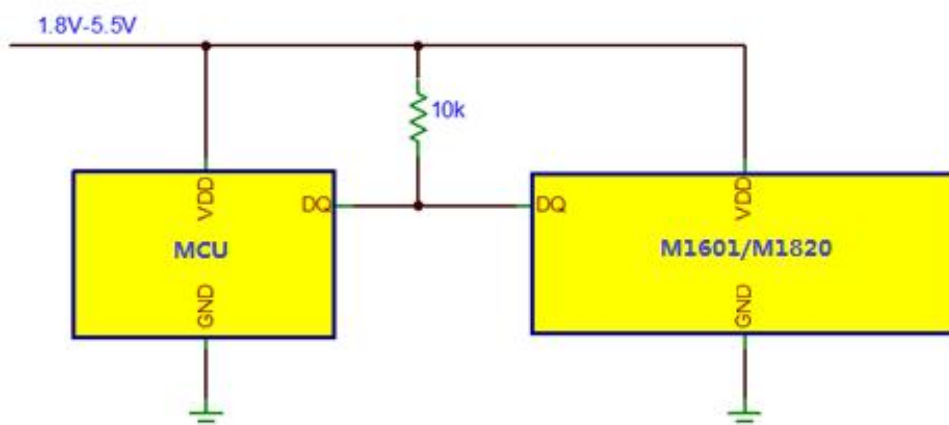 1.8V-5.5V
10k
VDD
DQ
MCU
GND
DQ
VDD
M1601/M1820
GND